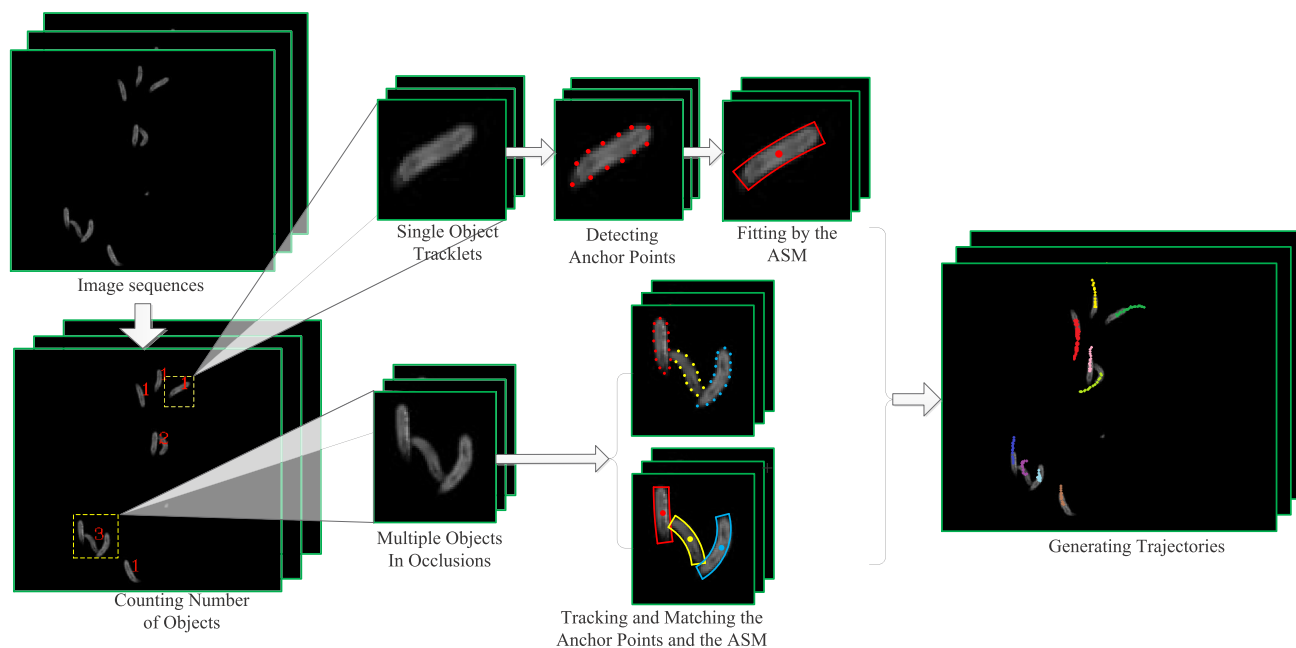 Image sequences
1
1
1
2
3
1
Counting Number
of Objects
Single Object
Tracklets
Detecting
Anchor Points
Fitting by the
ASM
Multiple Objects
In Occlusions
Tracking and Matching the
Anchor Points and the ASM
Generating Trajectories